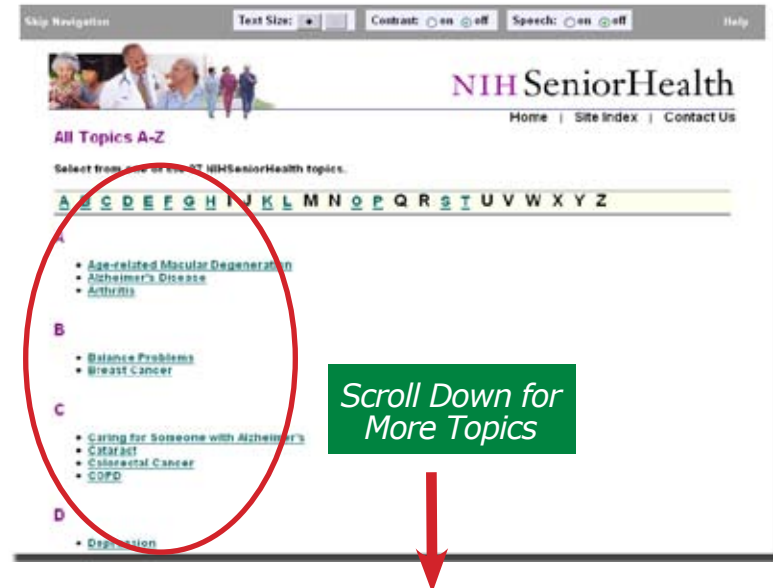 Skip Navigation Text Size: Contrast: on off Speech: on off Help
NIH SeniorHealth
Home | Site Index | Contact Us
All Topics A-Z
Select from one of the NIHSeniorHealth topics.
A B C D E F G H I J K L M N O P Q R S T U V W X Y Z
A
• Age-related Macular Degeneration
• Alzheimer's Disease
• Arthritis
B
• Balance Problems
• Breast Cancer
C
• Caring for Someone with Alzheimer's
• Cataract
• Colorectal Cancer
• COPD
D
• Depression
Scroll Down for
More Topics